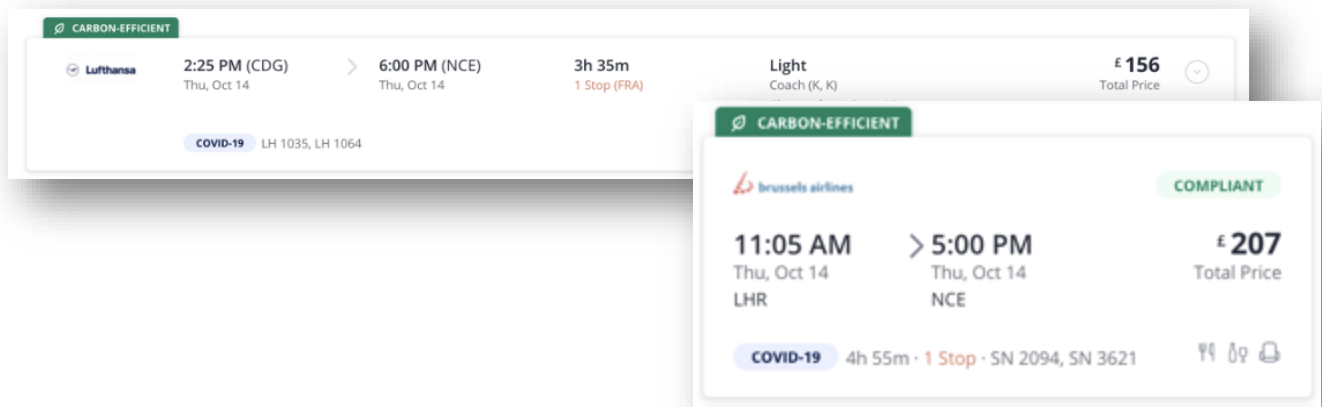 CARBON-EFFICIENT
Lufthansa 2:25 PM (CDG) 6:00 PM (NCE) 3h 35m Light £ 156
Thu, Oct 14 Thu, Oct 14 1 Stop (FRA) Coach (K, K) Total Price
COVID-19 LH 1035, LH 1064
CARBON-EFFICIENT
brussels airlines COMPLIANT
11:05 AM > 5:00 PM £ 207
Thu, Oct 14 Thu, Oct 14 Total Price
LHR NCE
COVID-19 4h 55m · 1 Stop · SN 2094, SN 3621